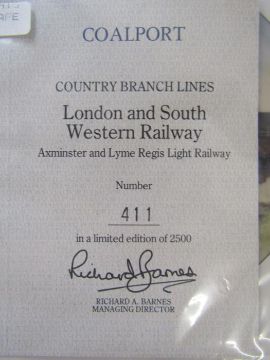 APE
COALPORT
COUNTRY BRANCH LINES
London and South
Western Railway
Axminster and Lyme Regis Light Railway
Number
411
in a limited edition of 2500
Richard Barnes
RICHARD A. BARNES
MANAGING DIRECTOR